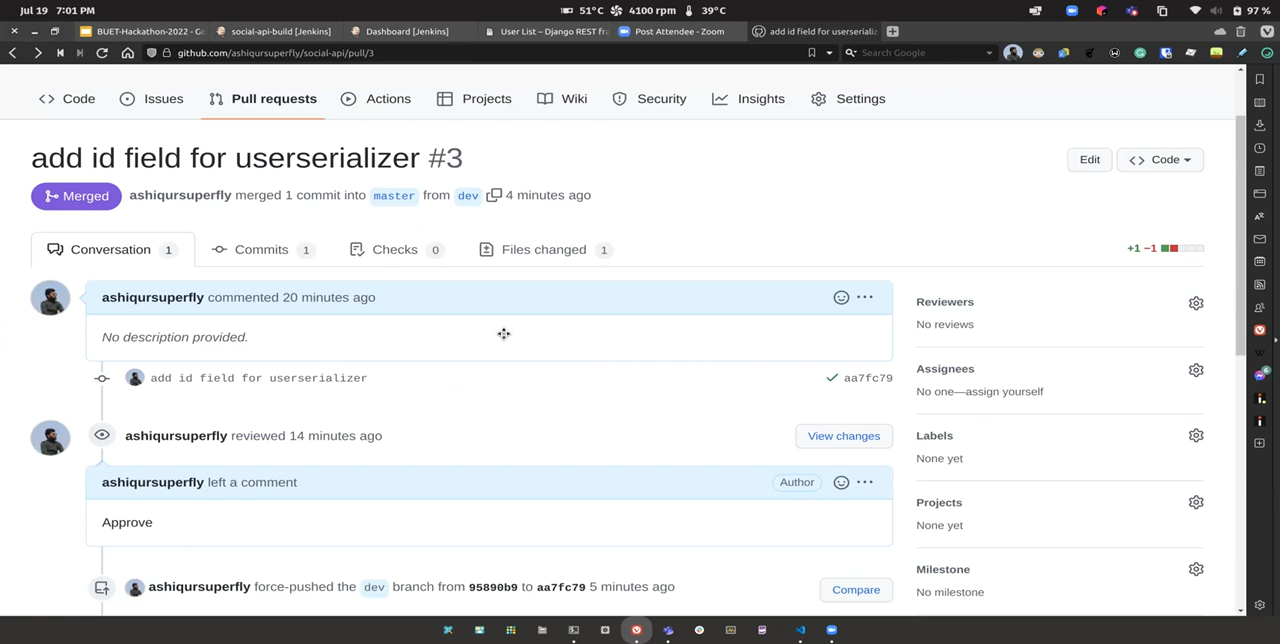 Jul 19 7:01 PM
51°C 4100 rpm 39°C
97 %
BUET-Hackathon-2022 - Go
social-api-build [Jenkins]
Dashboard [Jenkins]
User List – Django REST fra
Post Attendee - Zoom
add id field for userserializ
github.com/ashiqursuperfly/social-api/pull/3
Search Google
Code
Issues
Pull requests
Actions
Projects
Wiki
Security
Insights
Settings
add id field for userserializer #3
Edit
Code
Merged
ashiqursuperfly merged 1 commit into master from dev 4 minutes ago
Conversation 1
Commits 1
Checks 0
Files changed 1
+1 −1
ashiqursuperfly commented 20 minutes ago
No description provided.
add id field for userserializer
aa7fc79
ashiqursuperfly reviewed 14 minutes ago
View changes
ashiqursuperfly left a comment
Author
Approve
ashiqursuperfly force-pushed the dev branch from 95890b9 to aa7fc79 5 minutes ago
Compare
Reviewers
No reviews
Assignees
No one—assign yourself
Labels
None yet
Projects
None yet
Milestone
No milestone